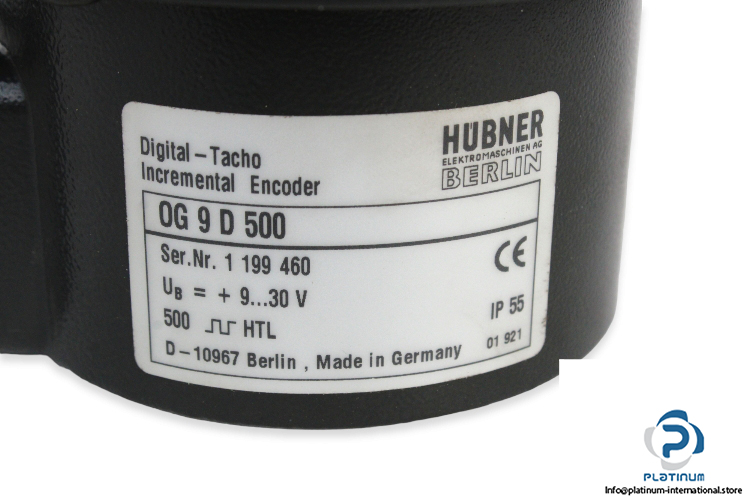 Digital-Tacho
Incremental Encoder
HÜBNER
ELEKTROMASCHINEN AG
BERLIN
OG 9 D 500
Ser.Nr. 1 199 460
UB = + 9...30 V
500 HTL
CE
IP 55
D-10967 Berlin , Made in Germany
01 921
PLATINUM
Info@platinum-international.store